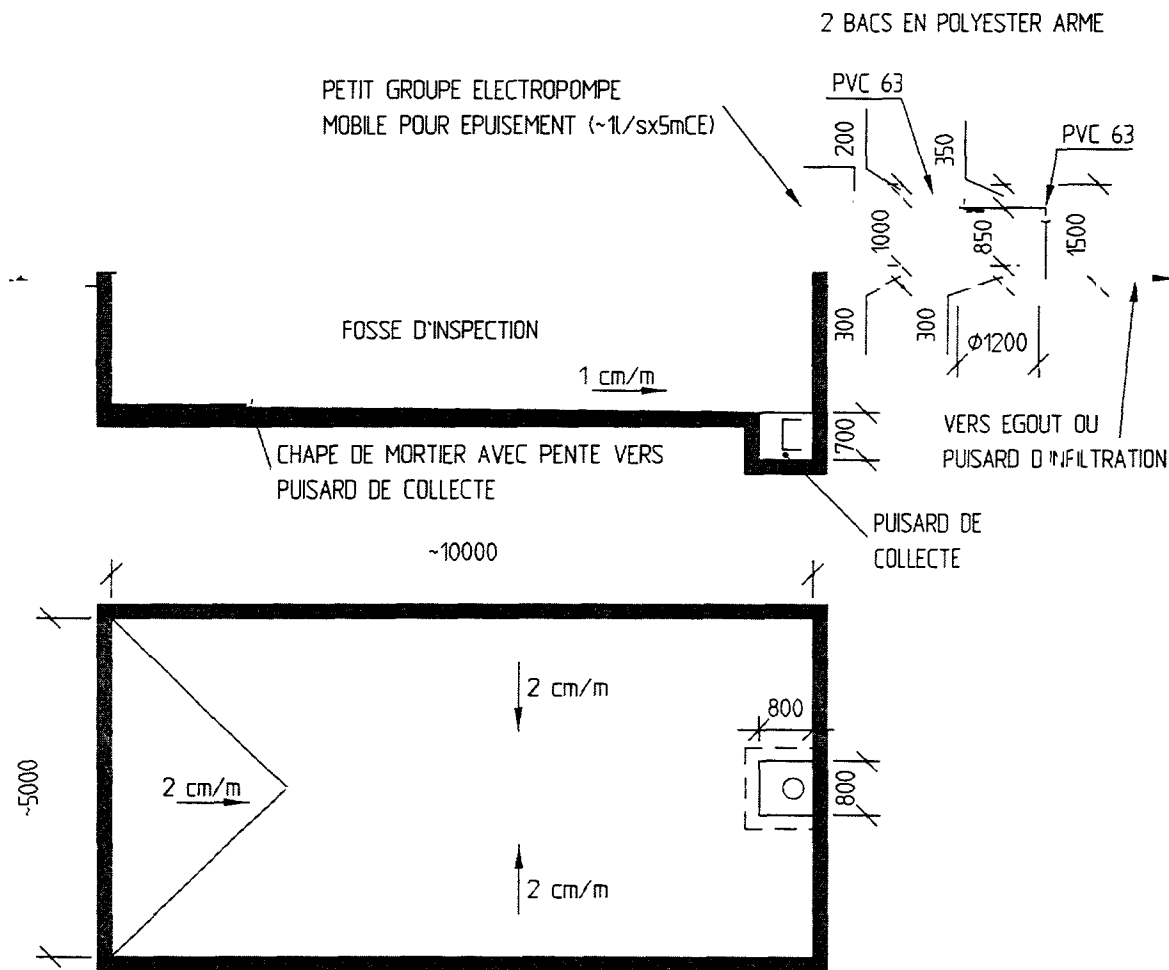 2 BACS EN POLYESTER ARME
PETIT GROUPE ELECTROPOMPE
MOBILE POUR EPUISEMENT (~1l/sx5mCE)
PVC 63
PVC 63
200
350
1000
850
1500
300
300
Φ1200
FOSSE D'INSPECTION
1 cm/m
700
CHAPE DE MORTIER AVEC PENTE VERS
PUISARD DE COLLECTE
VERS EGOUT OU
PUISARD D'INFILTRATION
PUISARD DE
COLLECTE
~10000
2 cm/m
800
800
2 cm/m
~5000
2 cm/m